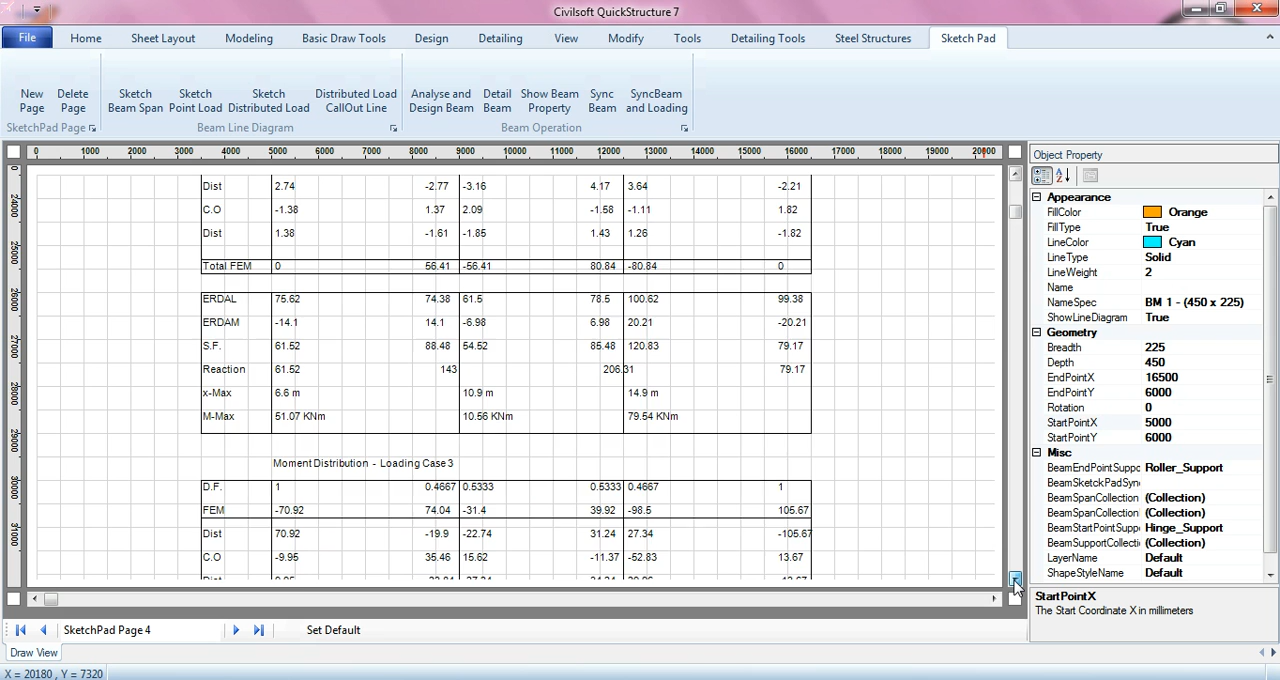 Civilsoft QuickStructure 7
File Home Sheet Layout Modeling Basic Draw Tools Design Detailing View Modify Tools Detailing Tools Steel Structures Sketch Pad
New Page Delete Page Sketch Beam Span Sketch Point Load Sketch Distributed Load Distributed Load CallOut Line Analyse and Design Beam Detail Beam Show Beam Property Sync Beam SyncBeam and Loading
SketchPad Page Beam Line Diagram Beam Operation
0 1000 2000 3000 4000 5000 6000 7000 8000 9000 10000 11000 12000 13000 14000 15000 16000 17000 18000 19000 20000
0
24000
25000
26000
27000
28000
29000
30000
31000
Dist 2.74 -2.77 -3.16 4.17 3.64 -2.21
C.O -1.38 1.37 2.09 -1.58 -1.11 1.82
Dist 1.38 -1.61 -1.85 1.43 1.26 -1.82
Total FEM 0 56.41 -56.41 80.84 -80.84 0
ERDAL 75.62 74.38 61.5 78.5 100.62 99.38
ERDAM -14.1 14.1 -6.98 6.98 20.21 -20.21
S.F. 61.52 88.48 54.52 85.48 120.83 79.17
Reaction 61.52 143 206.31 79.17
x-Max 6.6 m 10.9 m 14.9 m
M-Max 51.07 KNm 10.56 KNm 79.54 KNm
Moment Distribution - Loading Case 3
D.F. 1 0.4667 0.5333 0.5333 0.4667 1
FEM -70.92 74.04 -31.4 39.92 -98.5 105.67
Dist 70.92 -19.9 -22.74 31.24 27.34 -105.67
C.O -9.95 35.46 15.62 -11.37 -52.83 13.67
Object Property
Appearance
FillColor Orange
FillType True
LineColor Cyan
LineType Solid
LineWeight 2
Name
NameSpec BM 1 - (450 x 225)
ShowLineDiagram True
Geometry
Breadth 225
Depth 450
EndPointX 16500
EndPointY 6000
Rotation 0
StartPointX 5000
StartPointY 6000
Misc
BeamEndPointSuppo Roller_Support
BeamSketckPadSyn
BeamSpanCollection (Collection)
BeamSpanCollection (Collection)
BeamStartPointSupp Hinge_Support
BeamSupportCollecti (Collection)
LayerName Default
ShapeStyleName Default
StartPointX
The Start Coordinate X in millimeters
SketchPad Page 4 Set Default
Draw View
X = 20180 , Y = 7320